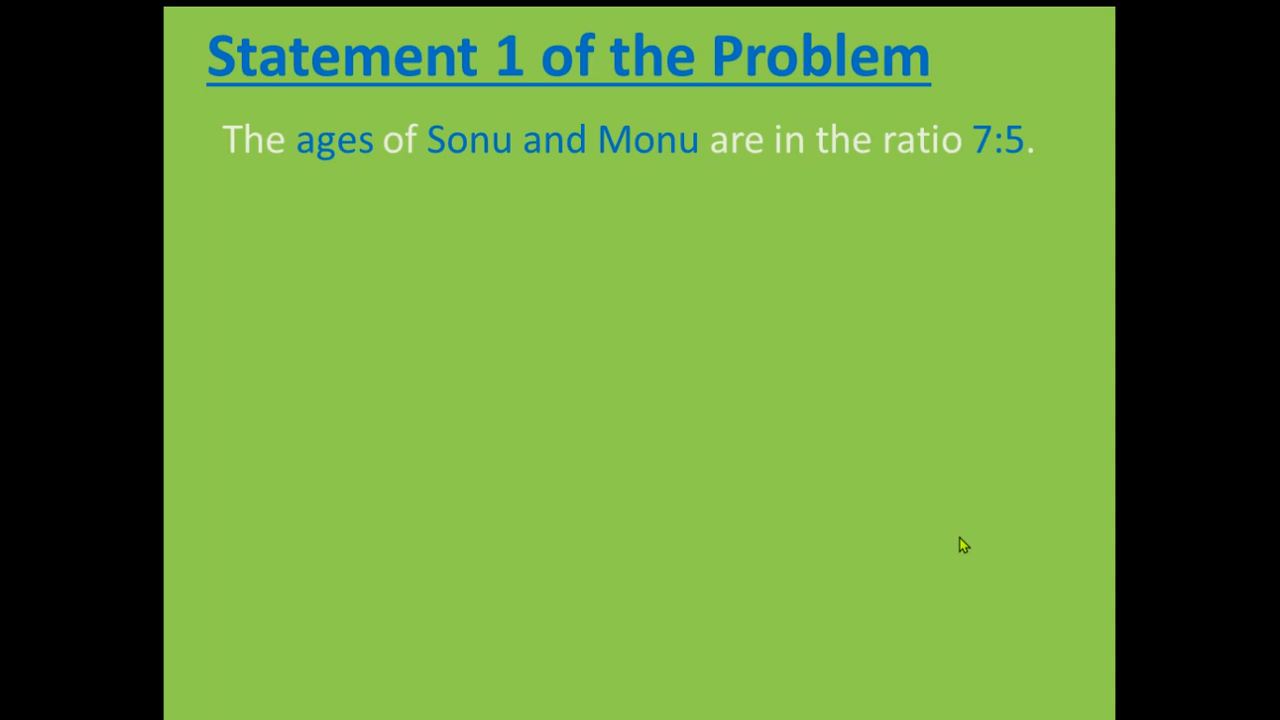 Statement 1 of the Problem
The ages of Sonu and Monu are in the ratio 7:5.